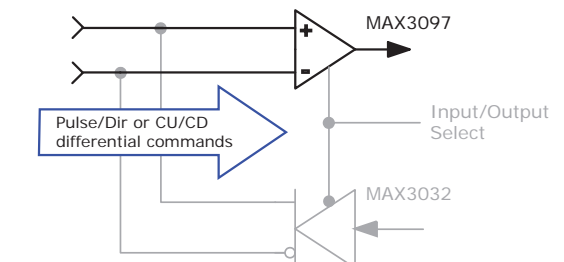 MAX3097
Input/Output
Select
Pulse/Dir or CU/CD
differential commands
MAX3032